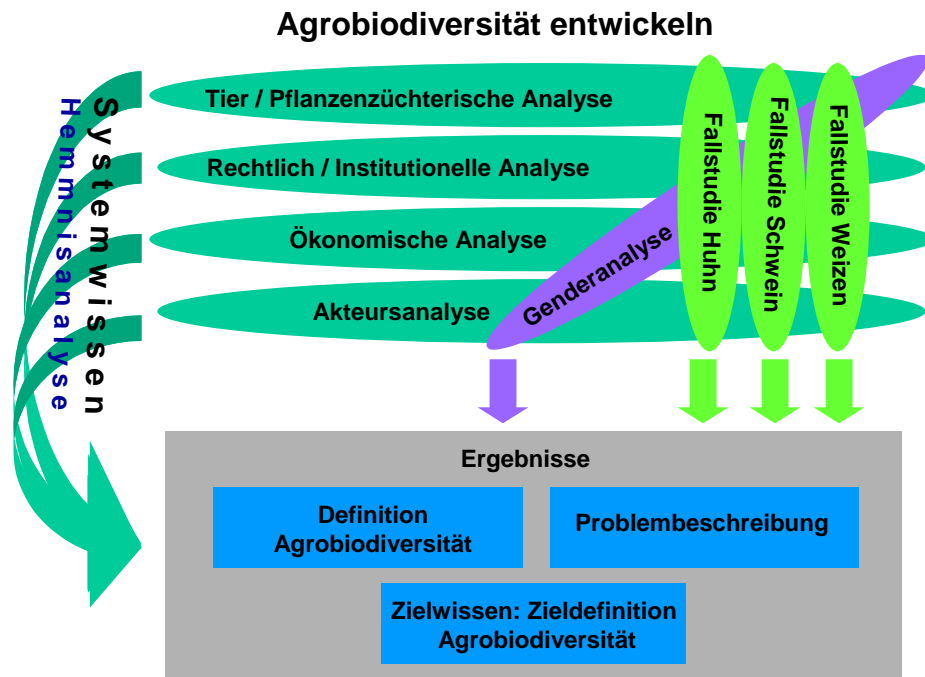 Agrobiodiversität entwickeln
Systemwissen
Hemmnisanalyse
Tier / Pflanzenzüchterische Analyse
Rechtlich / Institutionelle Analyse
Ökonomische Analyse
Akteursanalyse
Genderanalyse
Fallstudie Huhn
Fallstudie Schwein
Fallstudie Weizen
Ergebnisse
Definition
Agrobiodiversität
Problembeschreibung
Zielwissen: Zieldefinition
Agrobiodiversität